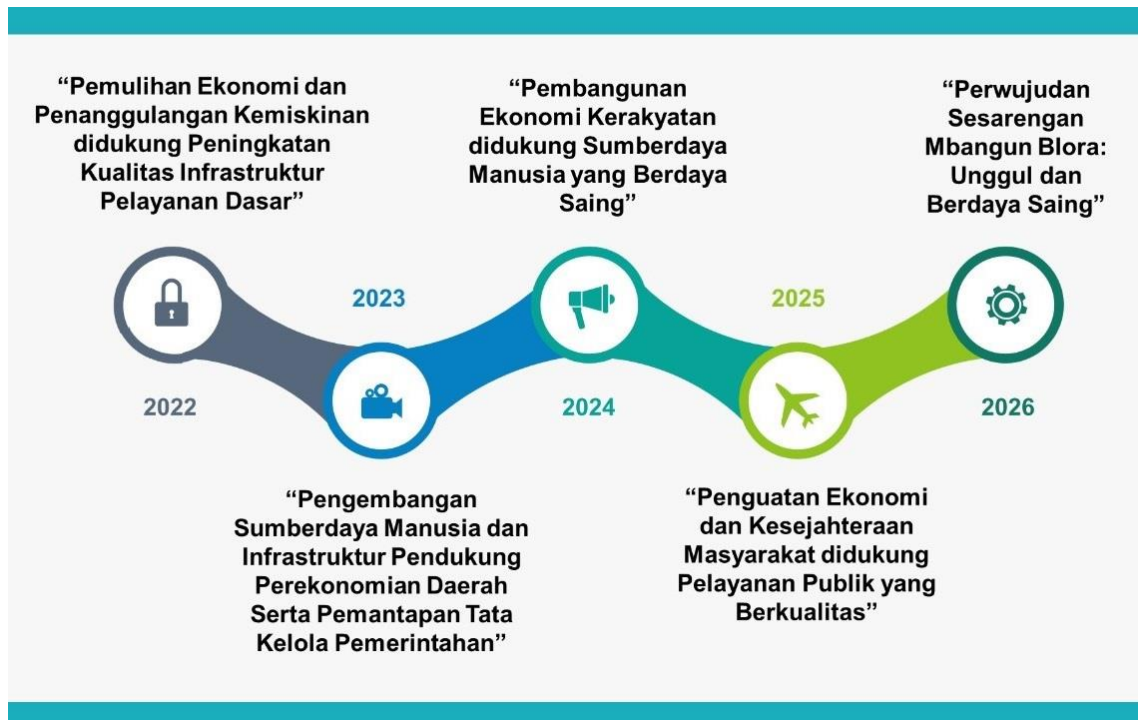 “Pemulihan Ekonomi dan
Penanggulangan Kemiskinan
didukung Peningkatan
Kualitas Infrastruktur
Pelayanan Dasar”
2022
2023
“Pengembangan
Sumberdaya Manusia dan
Infrastruktur Pendukung
Perekonomian Daerah
Serta Pemantapan Tata
Kelola Pemerintahan”
“Pembangunan
Ekonomi Kerakyatan
didukung Sumberdaya
Manusia yang Berdaya
Saing”
2024
2025
“Penguatan Ekonomi
dan Kesejahteraan
Masyarakat didukung
Pelayanan Publik yang
Berkualitas”
“Perwujudan
Sesarengan
Mbangun Blora:
Unggul dan
Berdaya Saing”
2026